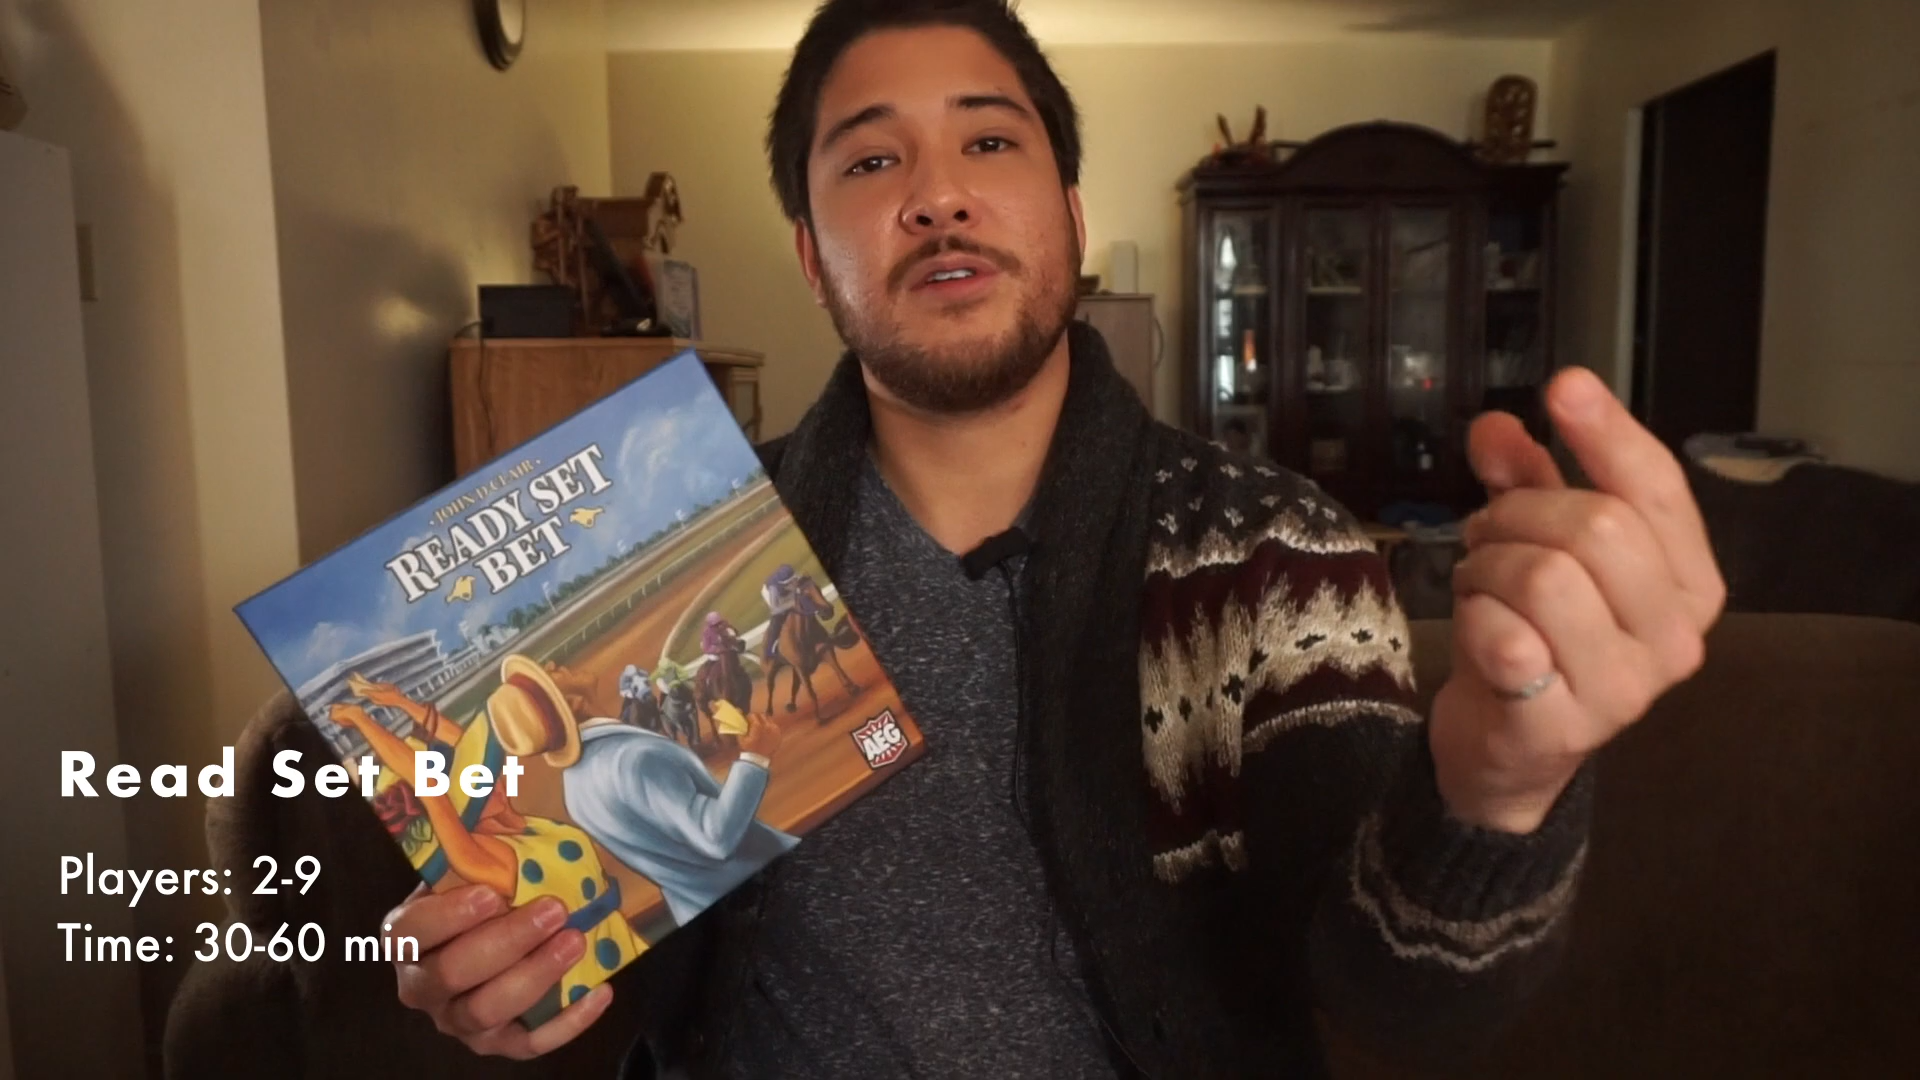 ·JOHN D. CLAIR·
READY SET
BET
AEG
Read Set Bet
Players: 2-9
Time: 30-60 min